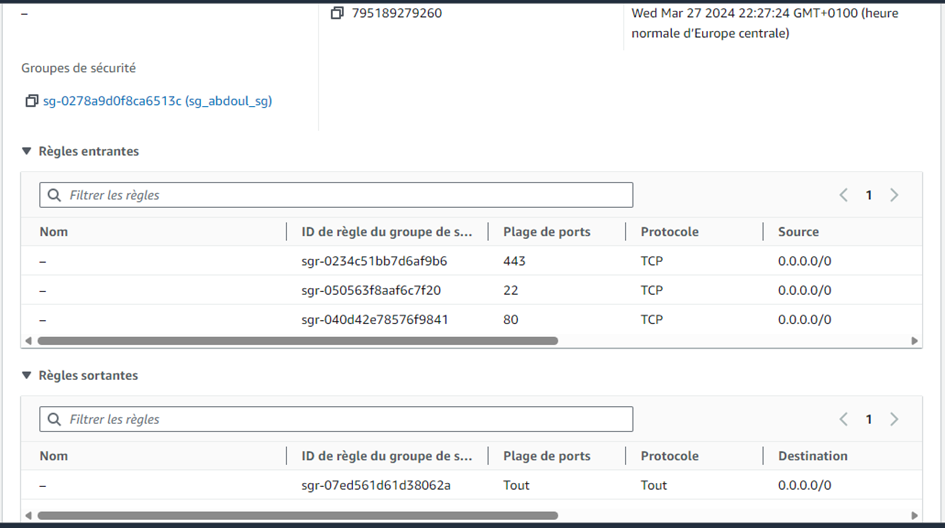 –
795189279260
Wed Mar 27 2024 22:27:24 GMT+0100 (heure
normale d'Europe centrale)
Groupes de sécurité
sg-0278a9d0f8ca6513c (sg_abdoul_sg)
Règles entrantes
Filtrer les règles
1
Nom ID de règle du groupe de s... Plage de ports Protocole Source
– sgr-0234c51bb7d6af9b6 443 TCP 0.0.0.0/0
– sgr-050563f8aaf6c7f20 22 TCP 0.0.0.0/0
– sgr-040d42e78576f9841 80 TCP 0.0.0.0/0
Règles sortantes
Filtrer les règles
1
Nom ID de règle du groupe de s... Plage de ports Protocole Destination
– sgr-07ed561d61d38062a Tout Tout 0.0.0.0/0